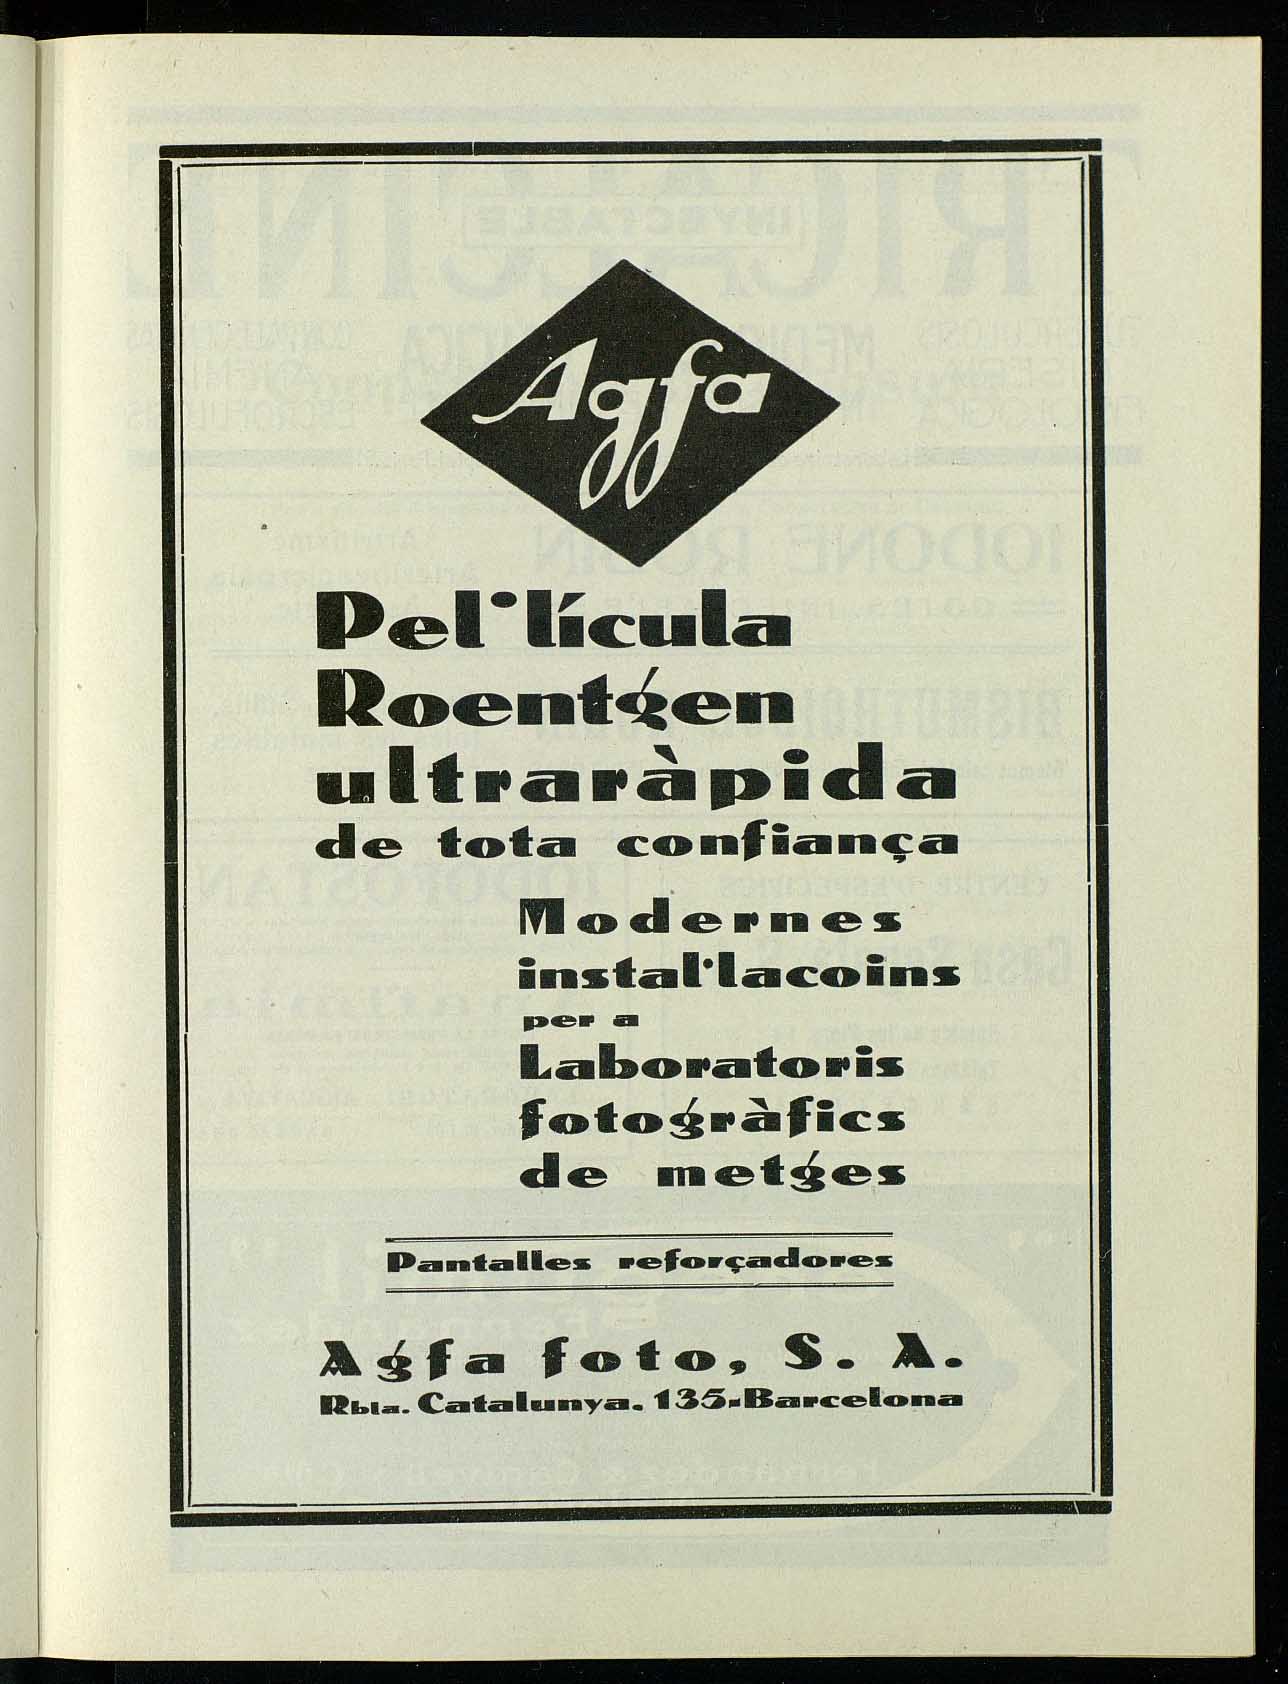 Agfa
Pel·lícula
Roentgen
ultraràpida
de tota confiança
Modernes
instal·lacoins
per a
Laboratoris
fotogràfics
de metges
Pantalles reforçadores
Agfa foto, S. A.
Rbla. Catalunya, 135-Barcelona